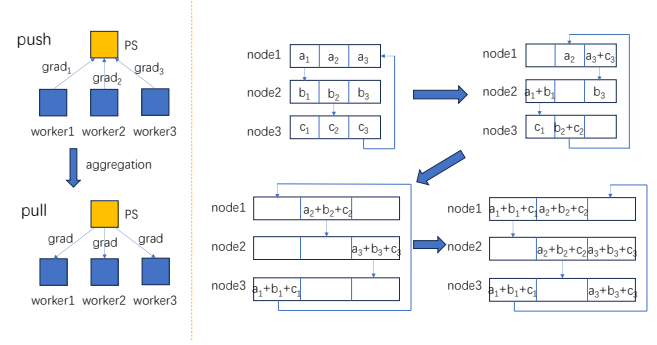 push
PS
grad₁
grad₂
grad₃
worker1 worker2 worker3
aggregation
pull
PS
grad grad grad
worker1 worker2 worker3
node1 a₁ a₂ a₃
node2 b₁ b₂ b₃
node3 c₁ c₂ c₃
node1 a₂ a₃+c₃
node2 a₁+b₁ b₃
node3 c₁ b₂+c₂
node1 a₂+b₂+c₂
node2 a₃+b₃+c₃
node3 a₁+b₁+c₁
node1 a₁+b₁+c₁ a₂+b₂+c₂
node2 a₂+b₂+c₂ a₃+b₃+c₃
node3 a₁+b₁+c₁ a₃+b₃+c₃